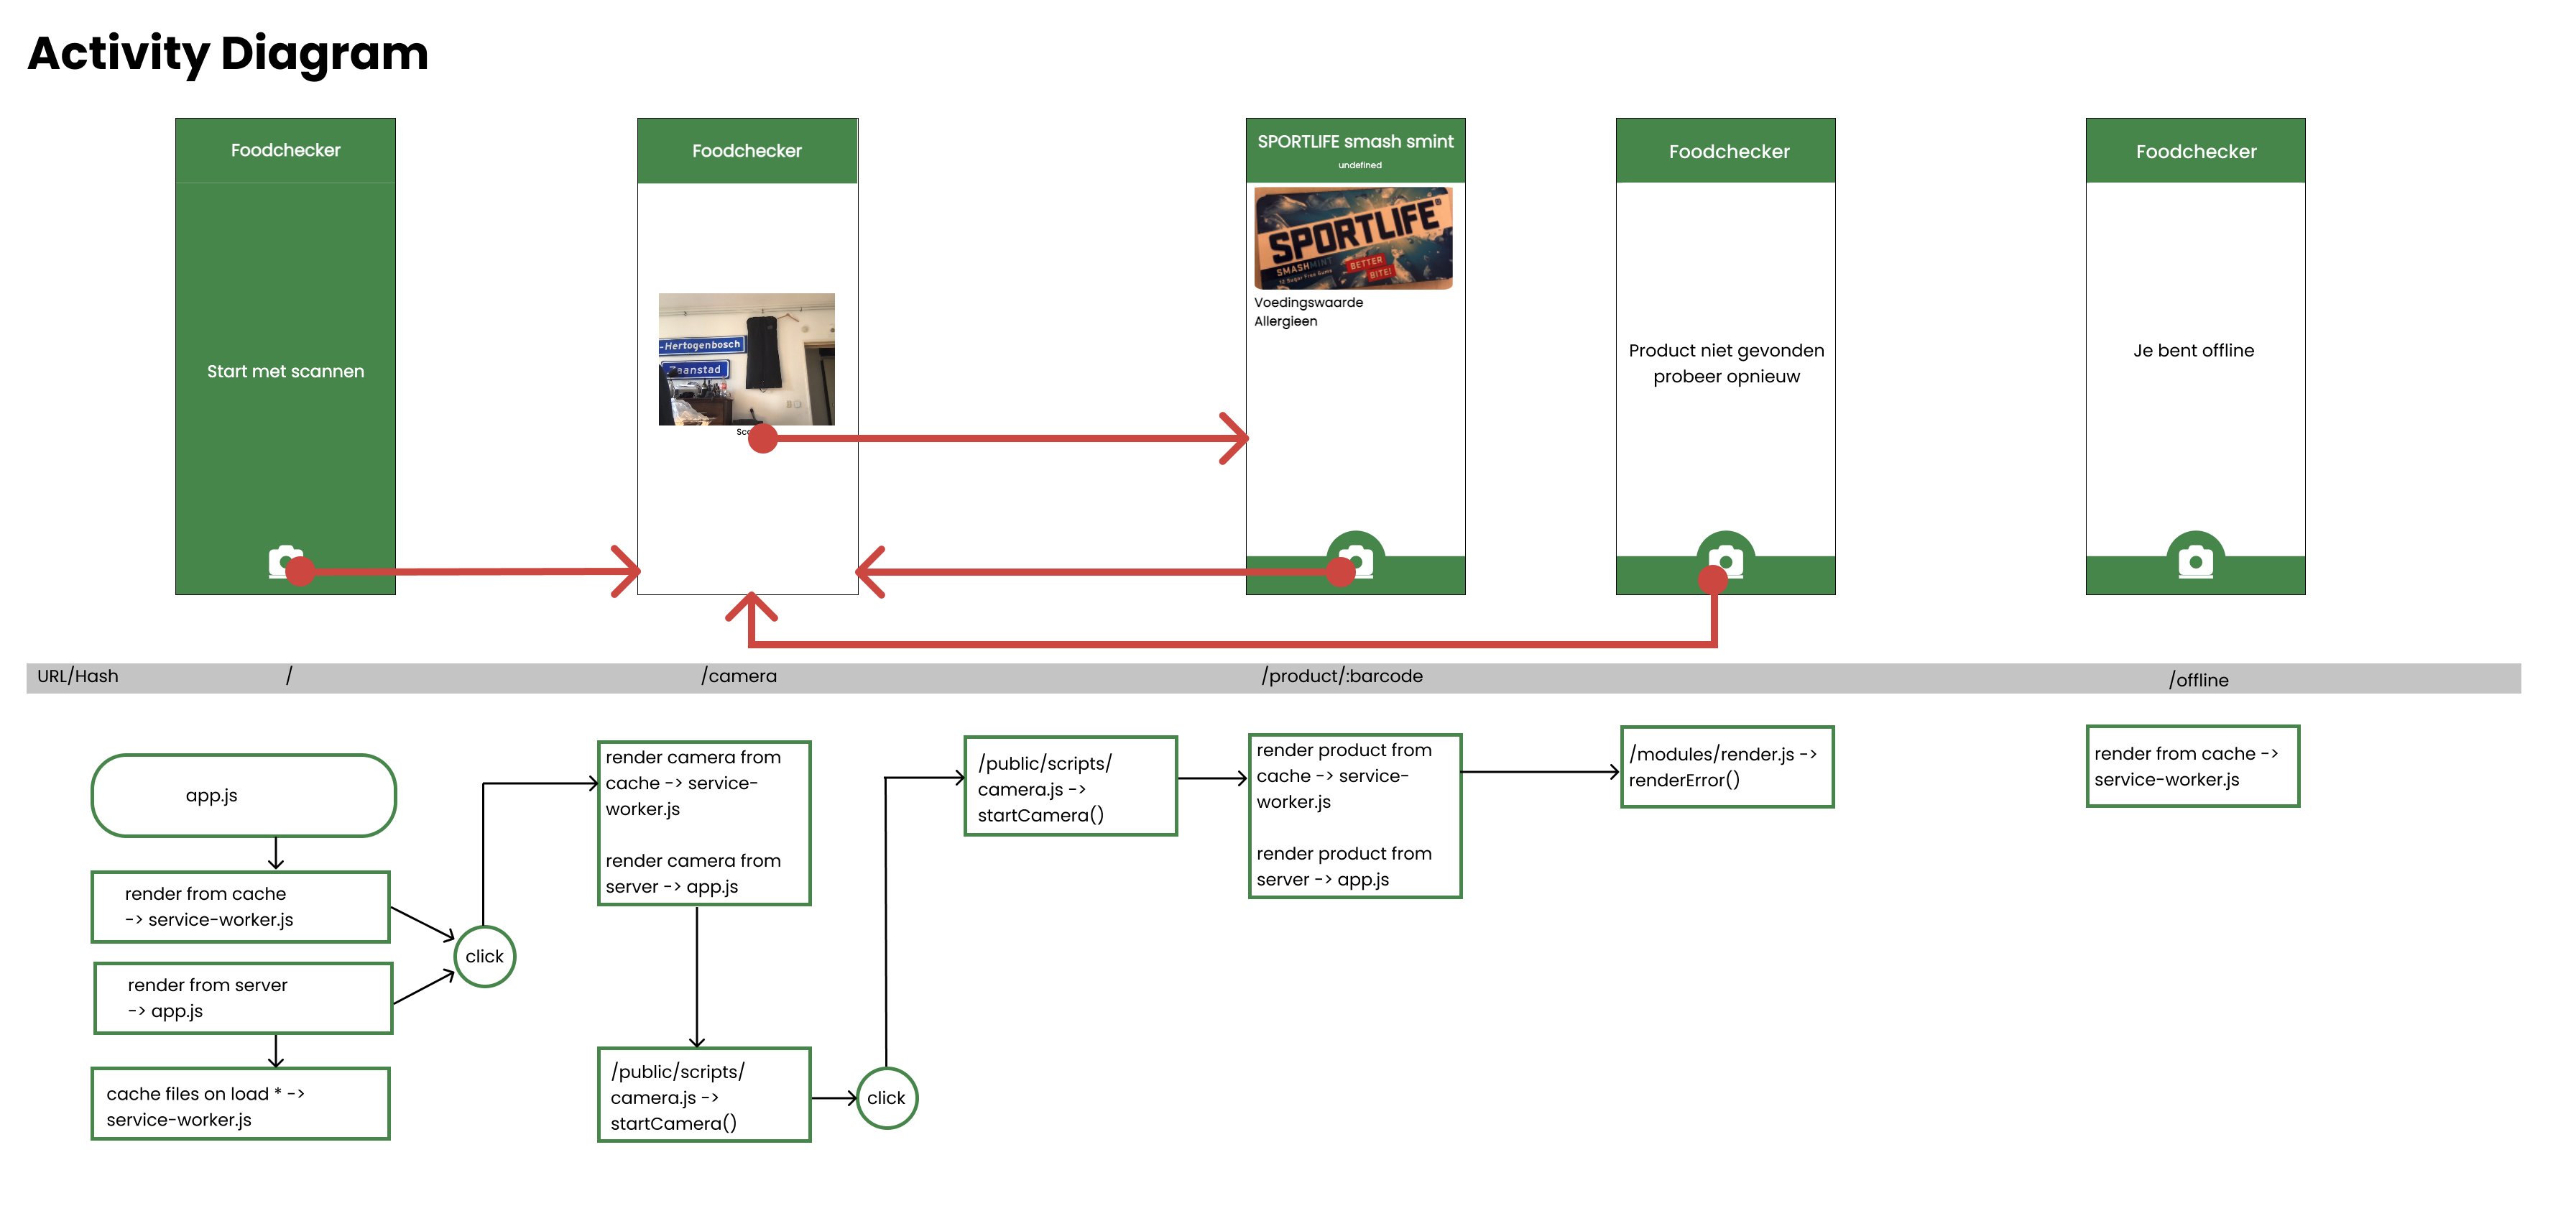 Activity Diagram
Foodchecker
Start met scannen
Foodchecker
-Hertogenbosch
Zaanstad
SPORTLIFE smash smint
undefined
SPORTLIFE
SMASHMINT
12 Sugar Free Gums
BETTER
BITE!
Voedingswaarde
Allergieen
Foodchecker
Product niet gevonden
probeer opnieuw
Foodchecker
Je bent offline
URL/Hash
/
/camera
/product/:barcode
/offline
app.js
render from cache
-> service-worker.js
render from server
-> app.js
cache files on load * ->
service-worker.js
click
render camera from
cache -> service-
worker.js
render camera from
server -> app.js
/public/scripts/
camera.js ->
startCamera()
click
/public/scripts/
camera.js ->
startCamera()
render product from
cache -> service-
worker.js
render product from
server -> app.js
/modules/render.js ->
renderError()
render from cache ->
service-worker.js